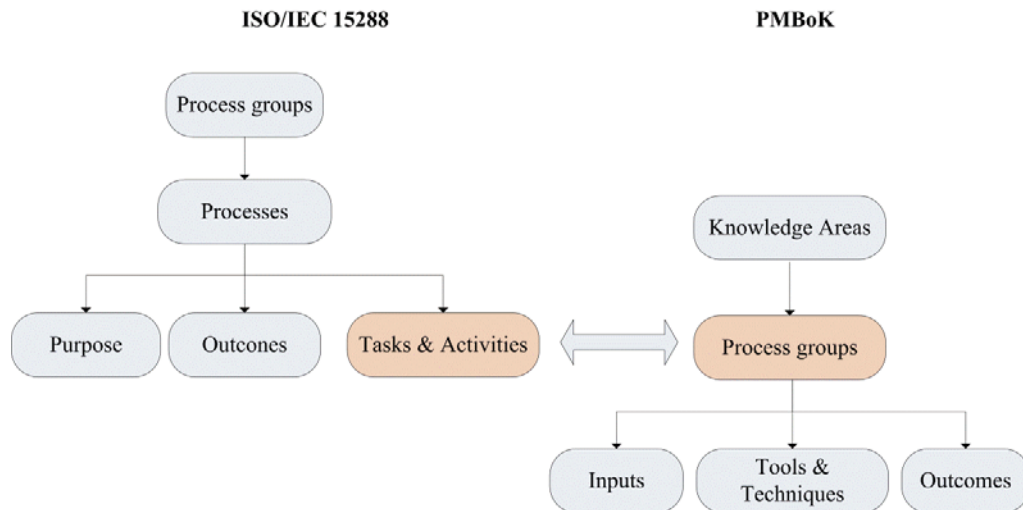 ISO/IEC 15288
PMBoK
Process groups
Processes
Knowledge Areas
Purpose
Outcones
Tasks & Activities
Process groups
Inputs
Tools &
Techniques
Outcomes